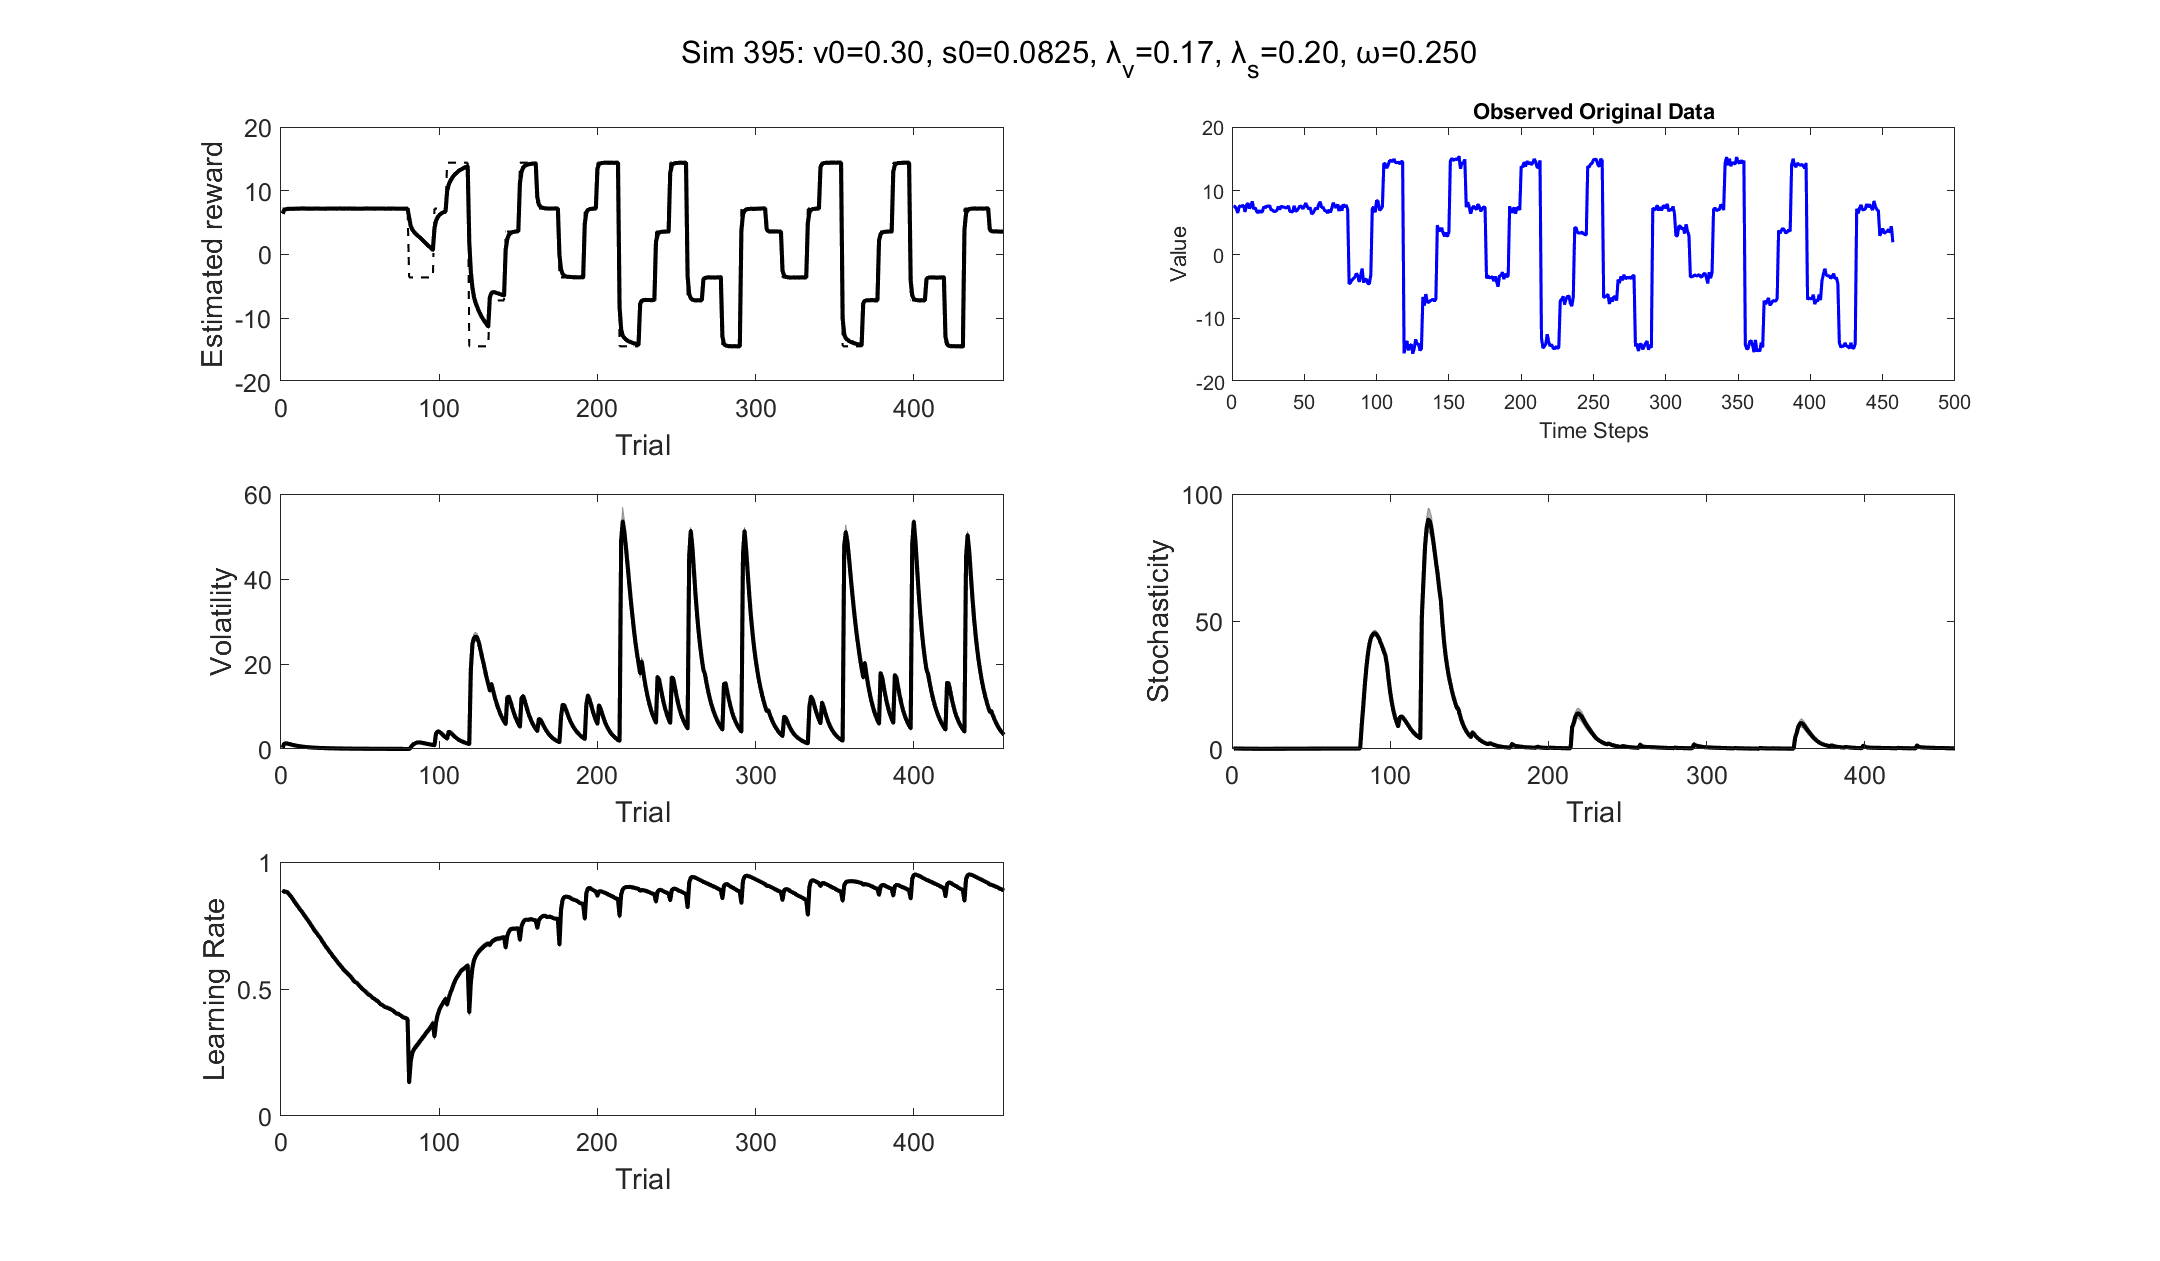 Sim 395: v0=0.30, s0=0.0825, λv=0.17, λs=0.20, ω=0.250
Estimated reward
20
10
0
-10
-20
0 100 200 300 400
Trial
Observed Original Data
Value
20
10
0
-10
-20
0 50 100 150 200 250 300 350 400 450 500
Time Steps
Volatility
60
40
20
0
0 100 200 300 400
Trial
Stochasticity
100
50
0
0 100 200 300 400
Trial
Learning Rate
1
0.5
0
0 100 200 300 400
Trial